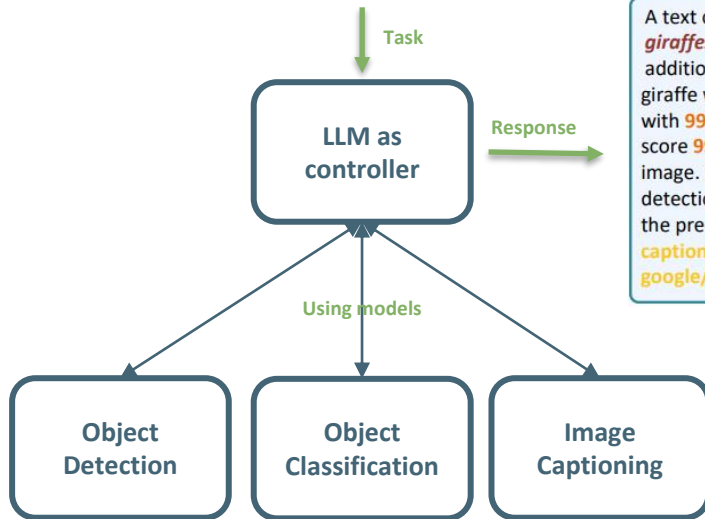 Task
LLM as
controller
Response
A text
giraffe
additio
giraffe
with 99
score 99
image.
detectio
the pre
caption
google/
Using models
Object
Detection
Object
Classification
Image
Captioning